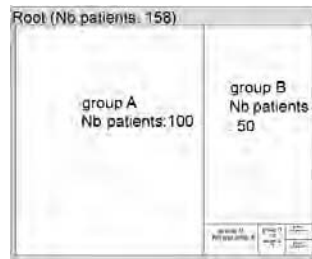 Root (Nb patients: 158)
group A
Nb patients:100
group B
Nb patients
: 50